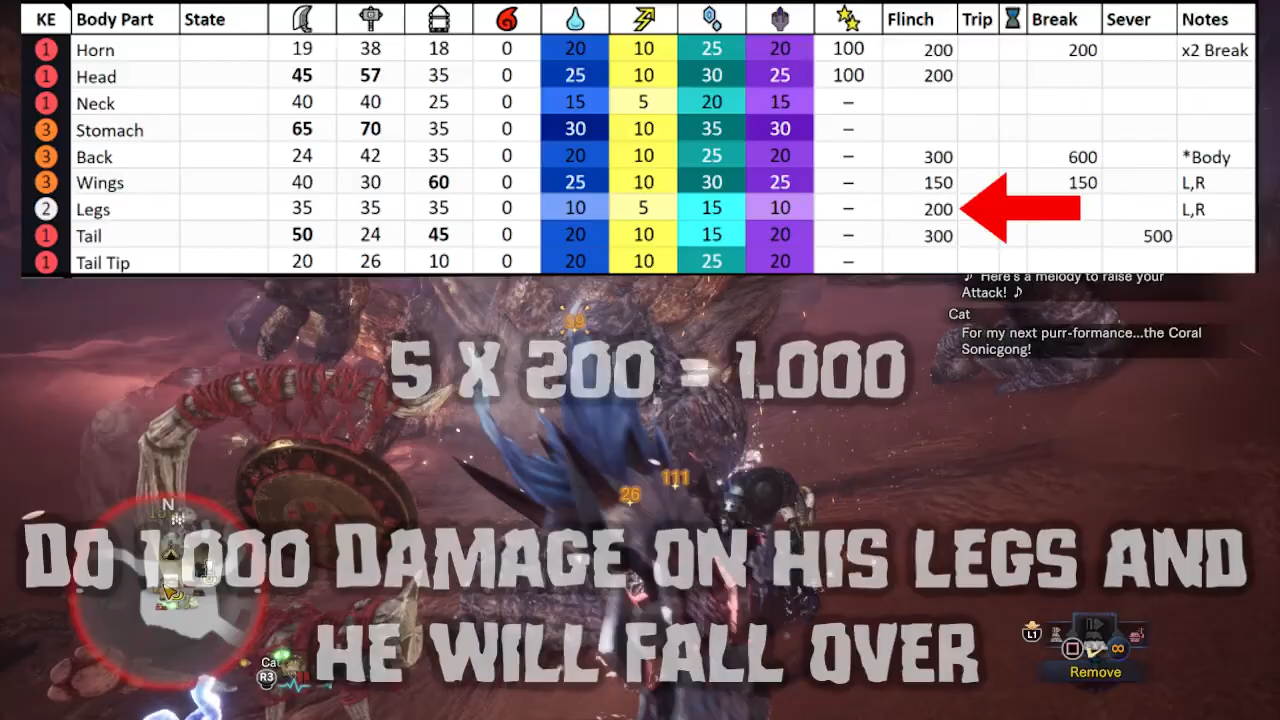 KE Body Part State Flinch Trip Break Sever Notes
1 Horn 19 38 18 0 20 10 25 20 100 200 200 x2 Break
1 Head 45 57 35 0 25 10 30 25 100 200
1 Neck 40 40 25 0 15 5 20 15 –
3 Stomach 65 70 35 0 30 10 35 30 –
3 Back 24 42 35 0 20 10 25 20 – 300 600 *Body
3 Wings 40 30 60 0 25 10 30 25 – 150 150 L,R
2 Legs 35 35 35 0 10 5 15 10 – 200 L,R
1 Tail 50 24 45 0 20 10 15 20 – 300 500
1 Tail Tip 20 26 10 0 20 10 25 20 –
♪ Here's a melody to raise your
Attack! ♪
Cat
For my next purr-formance...the Coral
Sonicgong!
99
5 X 200 = 1.000
111
26
N
Do 1.000 Damage on his legs and
he will fall over
L1
Cat
R3
Remove